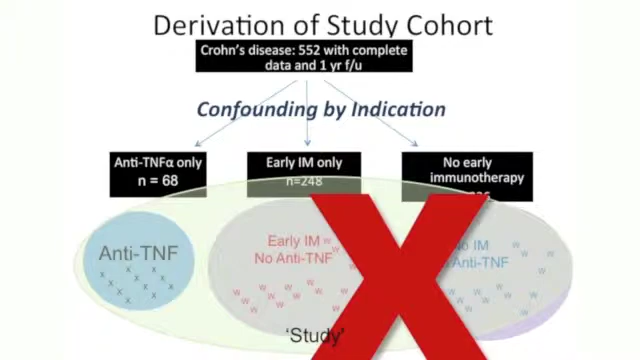 Derivation of Study Cohort
Crohn's disease: 552 with complete
data and 1 yr f/u
Confounding by Indication
Anti-TNFα only
n = 68
Early IM only
n=248
No early
immunotherapy
Anti-TNF
Early IM
No Anti-TNF
IM
Anti-TNF
'Study'